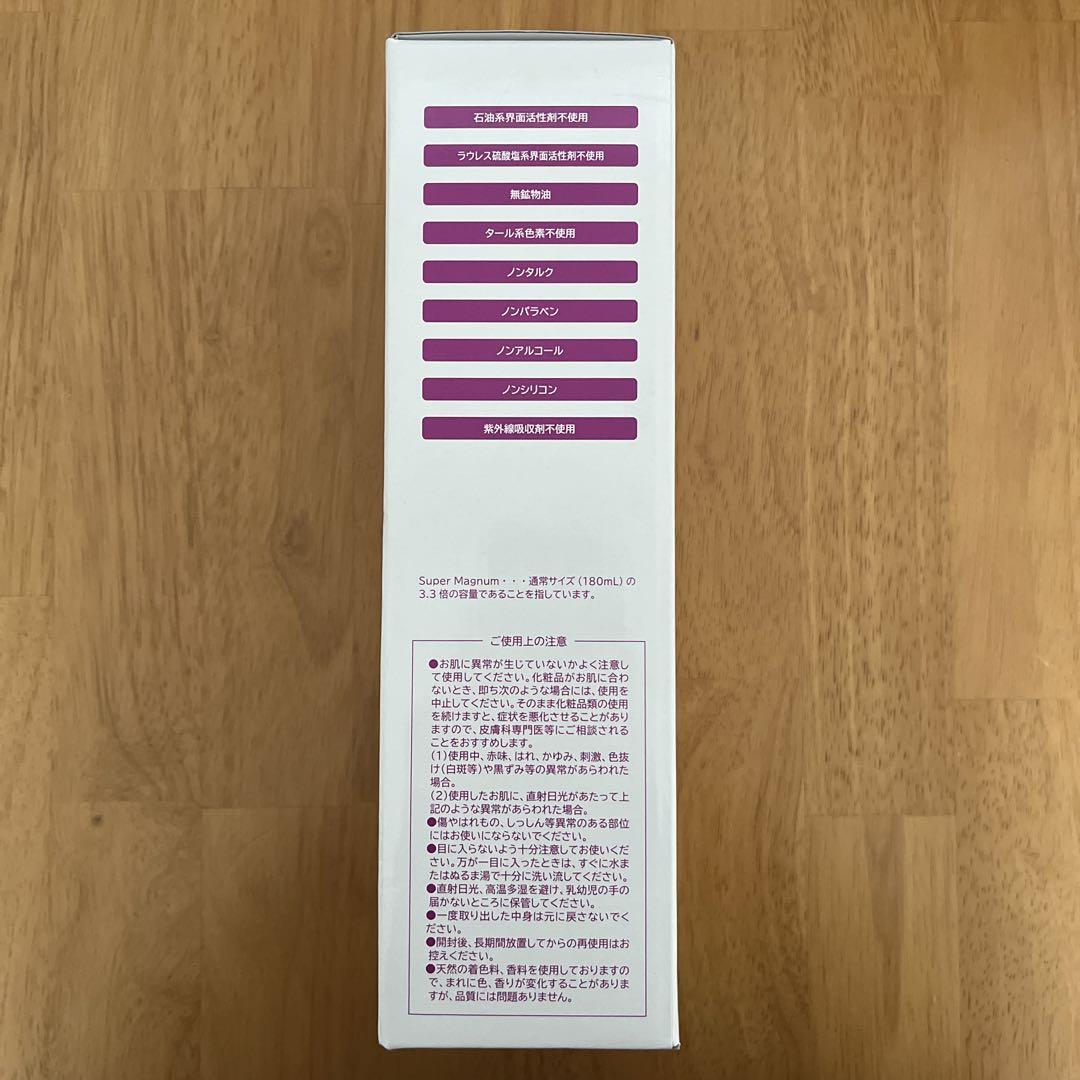 石油系界面活性剤不使用
ラウレス硫酸塩系界面活性剤不使用
無鉱物油
タール系色素不使用
ノンタルク
ノンパラベン
ノンアルコール
ノンシリコン
紫外線吸収剤不使用
Super Magnum・・・通常サイズ（180mL）の
3.3倍の容量であることを指しています。
ご使用上の注意
●お肌に異常が生じていないかよく注意し
て使用してください。化粧品がお肌に合わ
ないとき、即ち次のような場合には、使用を
中止してください。そのまま化粧品類の使用
を続けますと、症状を悪化させることがあり
ますので、皮膚科専門医等にご相談される
ことをおすすめします。
（1）使用中、赤味、はれ、かゆみ、刺激、色抜
け（白斑等）や黒ずみ等の異常があらわれた
場合。
（2）使用したお肌に、直射日光があたって上
記のような異常があらわれた場合。
●傷やはれもの、しっしん等異常のある部位
にはお使いにならないでください。
●目に入らないよう十分注意してお使いくだ
さい。万が一目に入ったときは、すぐに水ま
たはぬるま湯で十分に洗い流してください。
●直射日光、高温多湿を避け、乳幼児の手の
届かないところに保管してください。
●一度取り出した中身は元に戻さないでく
ださい。
●開封後、長期間放置してからの再使用はお
控えください。
●天然の着色料、香料を使用しておりますの
で、まれに色、香りが変化することがありま
すが、品質には問題ありません。